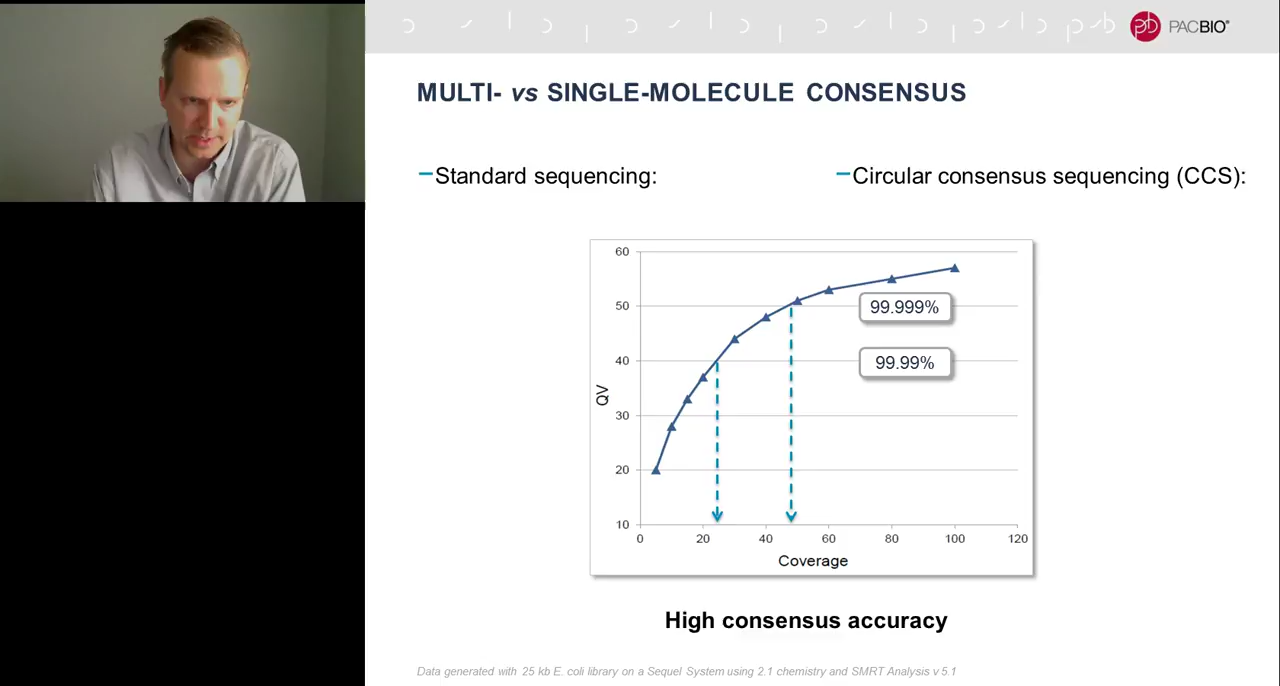 PACBIO®
MULTI- vs SINGLE-MOLECULE CONSENSUS
–Standard sequencing:
–Circular consensus sequencing (CCS):
60
50
40
30
20
10
QV
99.999%
99.99%
0 20 40 60 80 100 120
Coverage
High consensus accuracy
Data generated with 25 kb E. coli library on a Sequel System using 2.1 chemistry and SMRT Analysis v 5.1